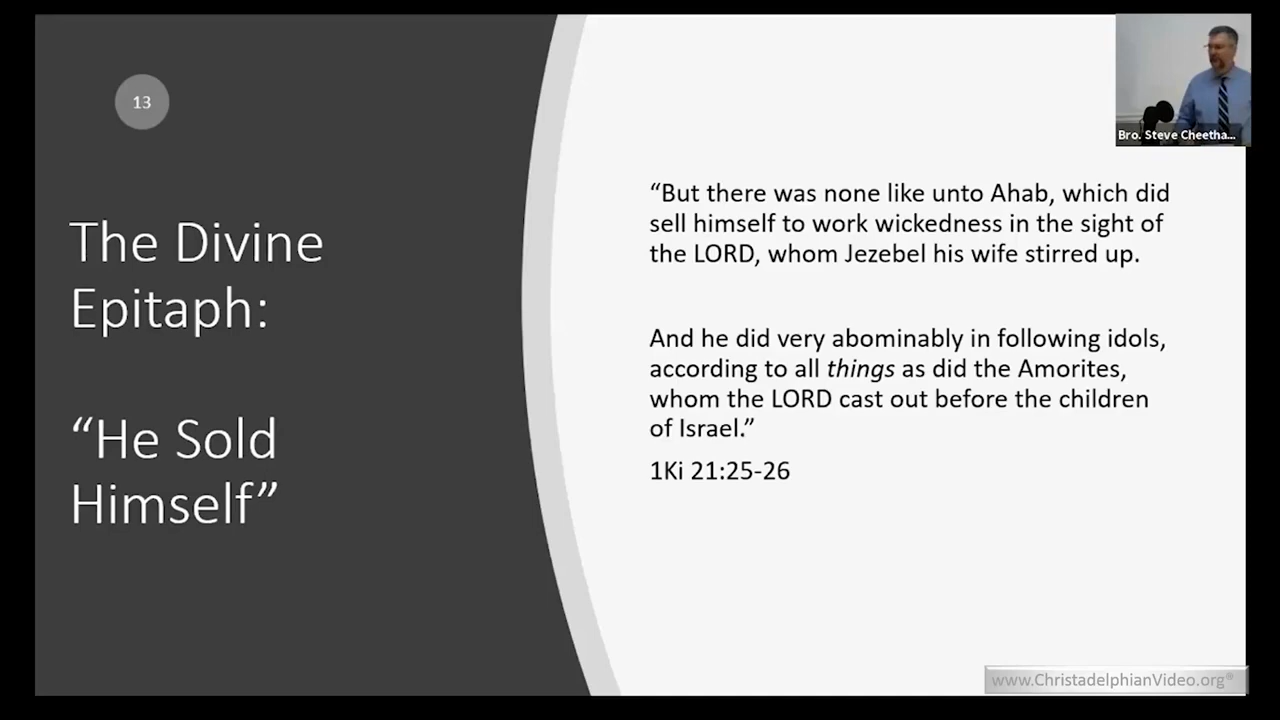 13
The Divine
Epitaph:
“He Sold
Himself”
“But there was none like unto Ahab, which did
sell himself to work wickedness in the sight of
the LORD, whom Jezebel his wife stirred up.
And he did very abominably in following idols,
according to all things as did the Amorites,
whom the LORD cast out before the children
of Israel.”
1Ki 21:25-26
Bro. Steve Cheetha...
www.ChristadelphianVideo.org®